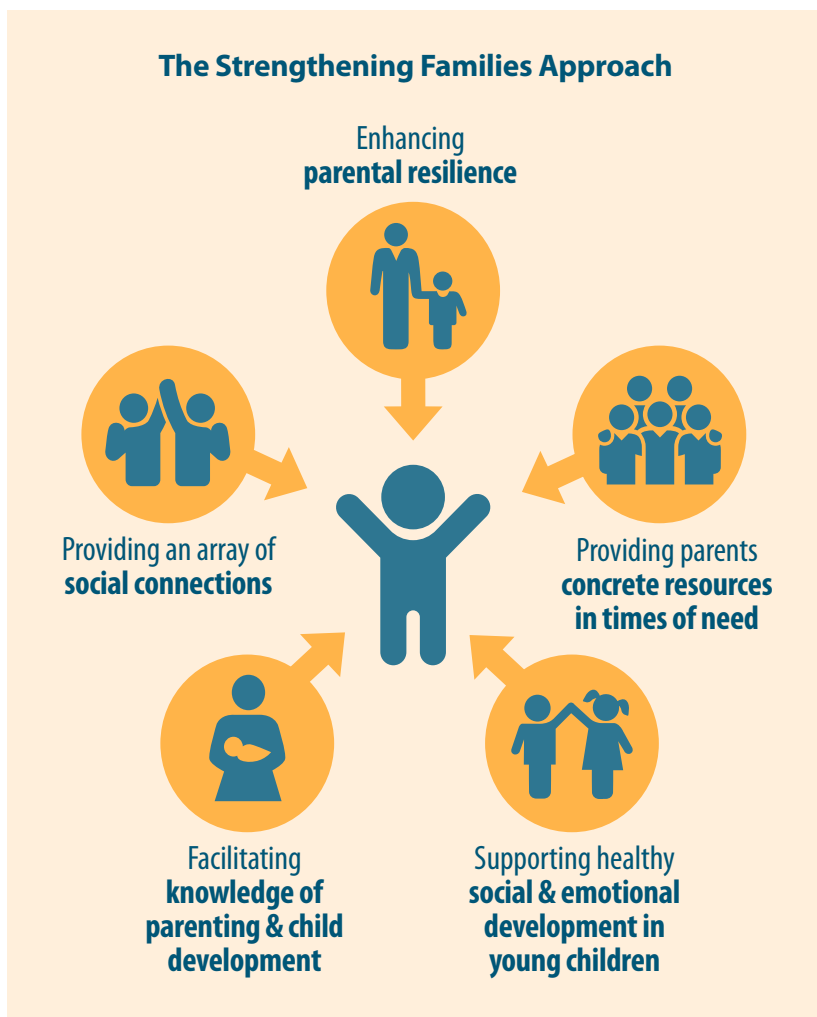 The Strengthening Families Approach
Enhancing
parental resilience
Providing an array of
social connections
Providing parents
concrete resources
in times of need
Facilitating
knowledge of
parenting & child
development
Supporting healthy
social & emotional
development in
young children